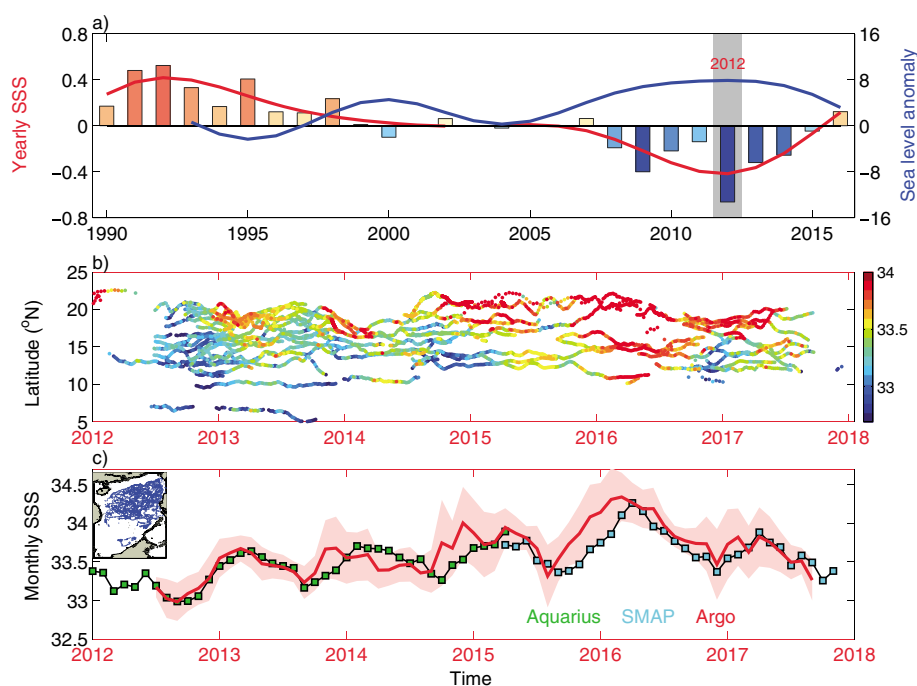 a)
0.8
0.4
0
−0.4
−0.8
Yearly SSS
16
8
0
−8
−16
Sea level anomaly
2012
1990 1995 2000 2005 2010 2015
b)
25
20
15
10
5
Latitude (°N)
34
33.5
33
2012 2013 2014 2015 2016 2017 2018
c)
34.5
34
33.5
33
32.5
Monthly SSS
Aquarius SMAP Argo
2012 2013 2014 2015 2016 2017 2018
Time